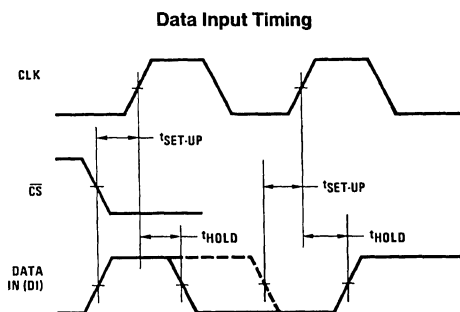 Data Input Timing
CLK
tSET-UP
CS
tSET-UP
tHOLD
tHOLD
DATA
IN (DI)